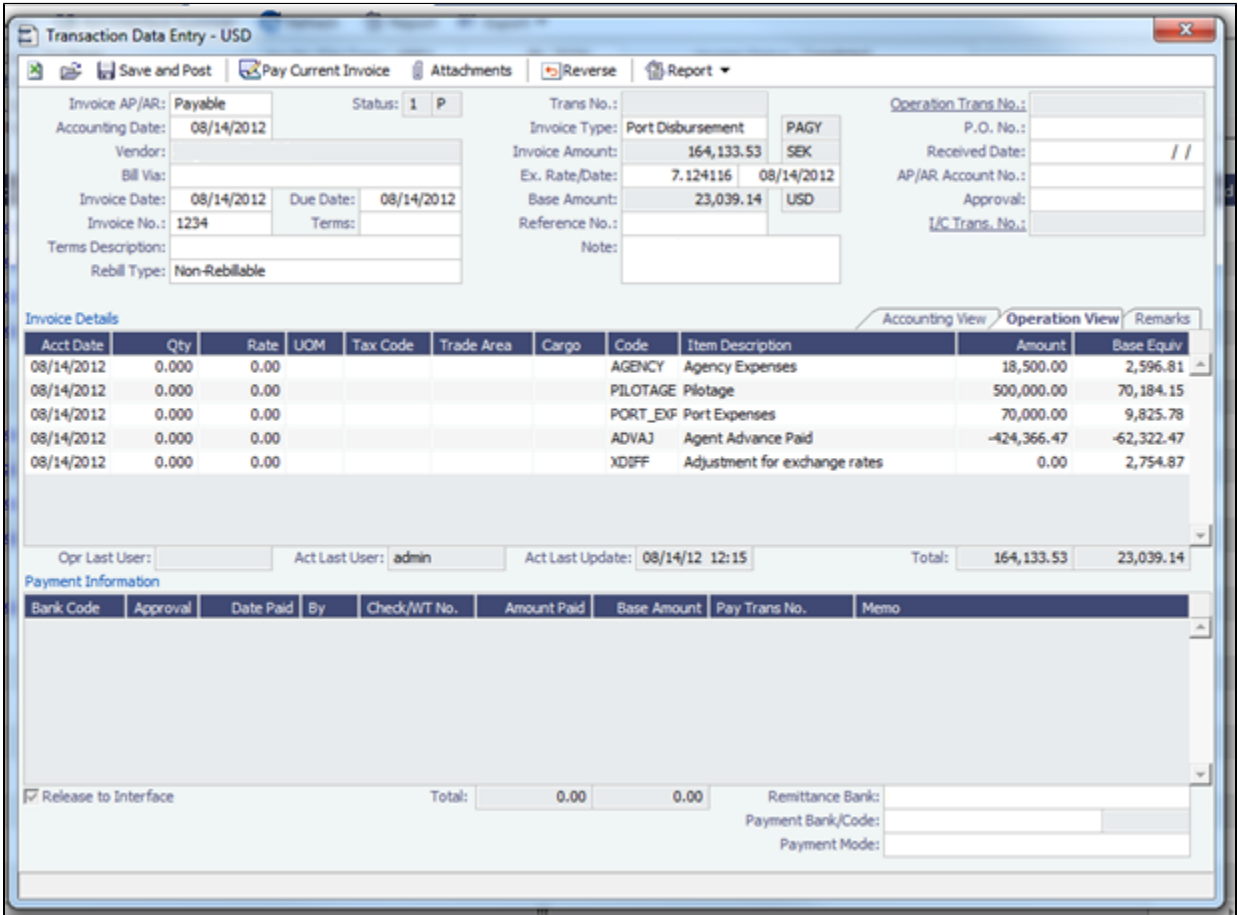 Transaction Data Entry - USD
Save and Post Pay Current Invoice Attachments Reverse Report
Invoice AP/AR: Payable Status: 1 P Trans No.: Operation Trans No.:
Accounting Date: 08/14/2012 Invoice Type: Port Disbursement PAGY P.O. No.:
Vendor: Invoice Amount: 164,133.53 SEK Received Date: / /
Bill Via: Ex. Rate/Date: 7.124116 08/14/2012 AP/AR Account No.:
Invoice Date: 08/14/2012 Due Date: 08/14/2012 Base Amount: 23,039.14 USD Approval:
Invoice No.: 1234 Terms: Reference No.: I/C Trans. No.:
Terms Description: Note:
Rebill Type: Non-Rebillable
Invoice Details Accounting View Operation View Remarks
Acct Date Qty Rate UOM Tax Code Trade Area Cargo Code Item Description Amount Base Equiv
08/14/2012 0.000 0.00 AGENCY Agency Expenses 18,500.00 2,596.81
08/14/2012 0.000 0.00 PILOTAGE Pilotage 500,000.00 70,184.15
08/14/2012 0.000 0.00 PORT_EXP Port Expenses 70,000.00 9,825.78
08/14/2012 0.000 0.00 ADVAJ Agent Advance Paid -424,366.47 -62,322.47
08/14/2012 0.000 0.00 XDIFF Adjustment for exchange rates 0.00 2,754.87
Opr Last User: Act Last User: admin Act Last Update: 08/14/12 12:15 Total: 164,133.53 23,039.14
Payment Information
Bank Code Approval Date Paid By Check/WT No. Amount Paid Base Amount Pay Trans No. Memo
Release to Interface Total: 0.00 0.00 Remittance Bank:
Payment Bank/Code:
Payment Mode: